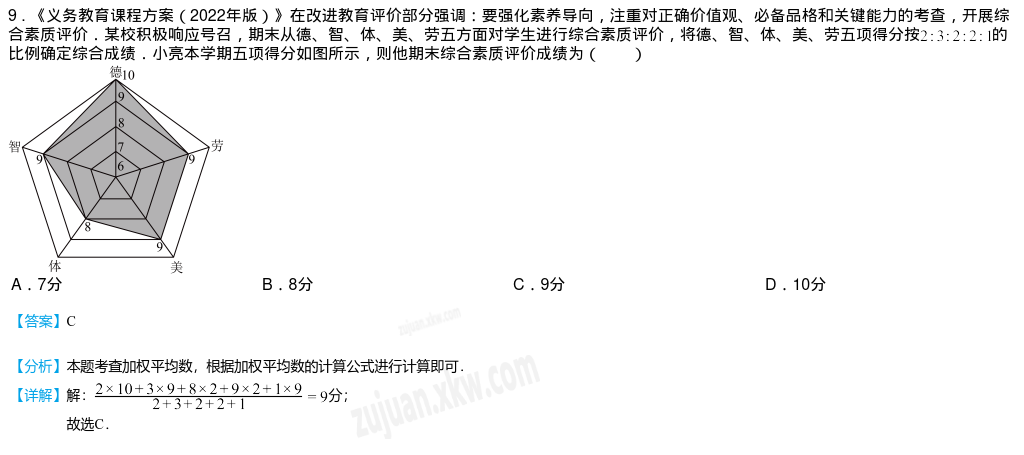 9．《义务教育课程方案（2022年版）》在改进教育评价部分强调：要强化素养导向，注重对正确价值观、必备品格和关键能力的考查，开展综
合素质评价．某校积极响应号召，期末从德、智、体、美、劳五方面对学生进行综合素质评价，将德、智、体、美、劳五项得分按2:3:2:2:1的
比例确定综合成绩．小亮本学期五项得分如图所示，则他期末综合素质评价成绩为（　　）
德10
9
8
智 7 劳
9 6 9
8
9
体 美
A．7分 B．8分 C．9分 D．10分
【答案】C
【分析】本题考查加权平均数，根据加权平均数的计算公式进行计算即可．
【详解】解：(2×10+3×9+8×2+9×2+1×9)/(2+3+2+2+1)=9分；
故选C．
zujuan.xkw.com
zujuan.xkw.com